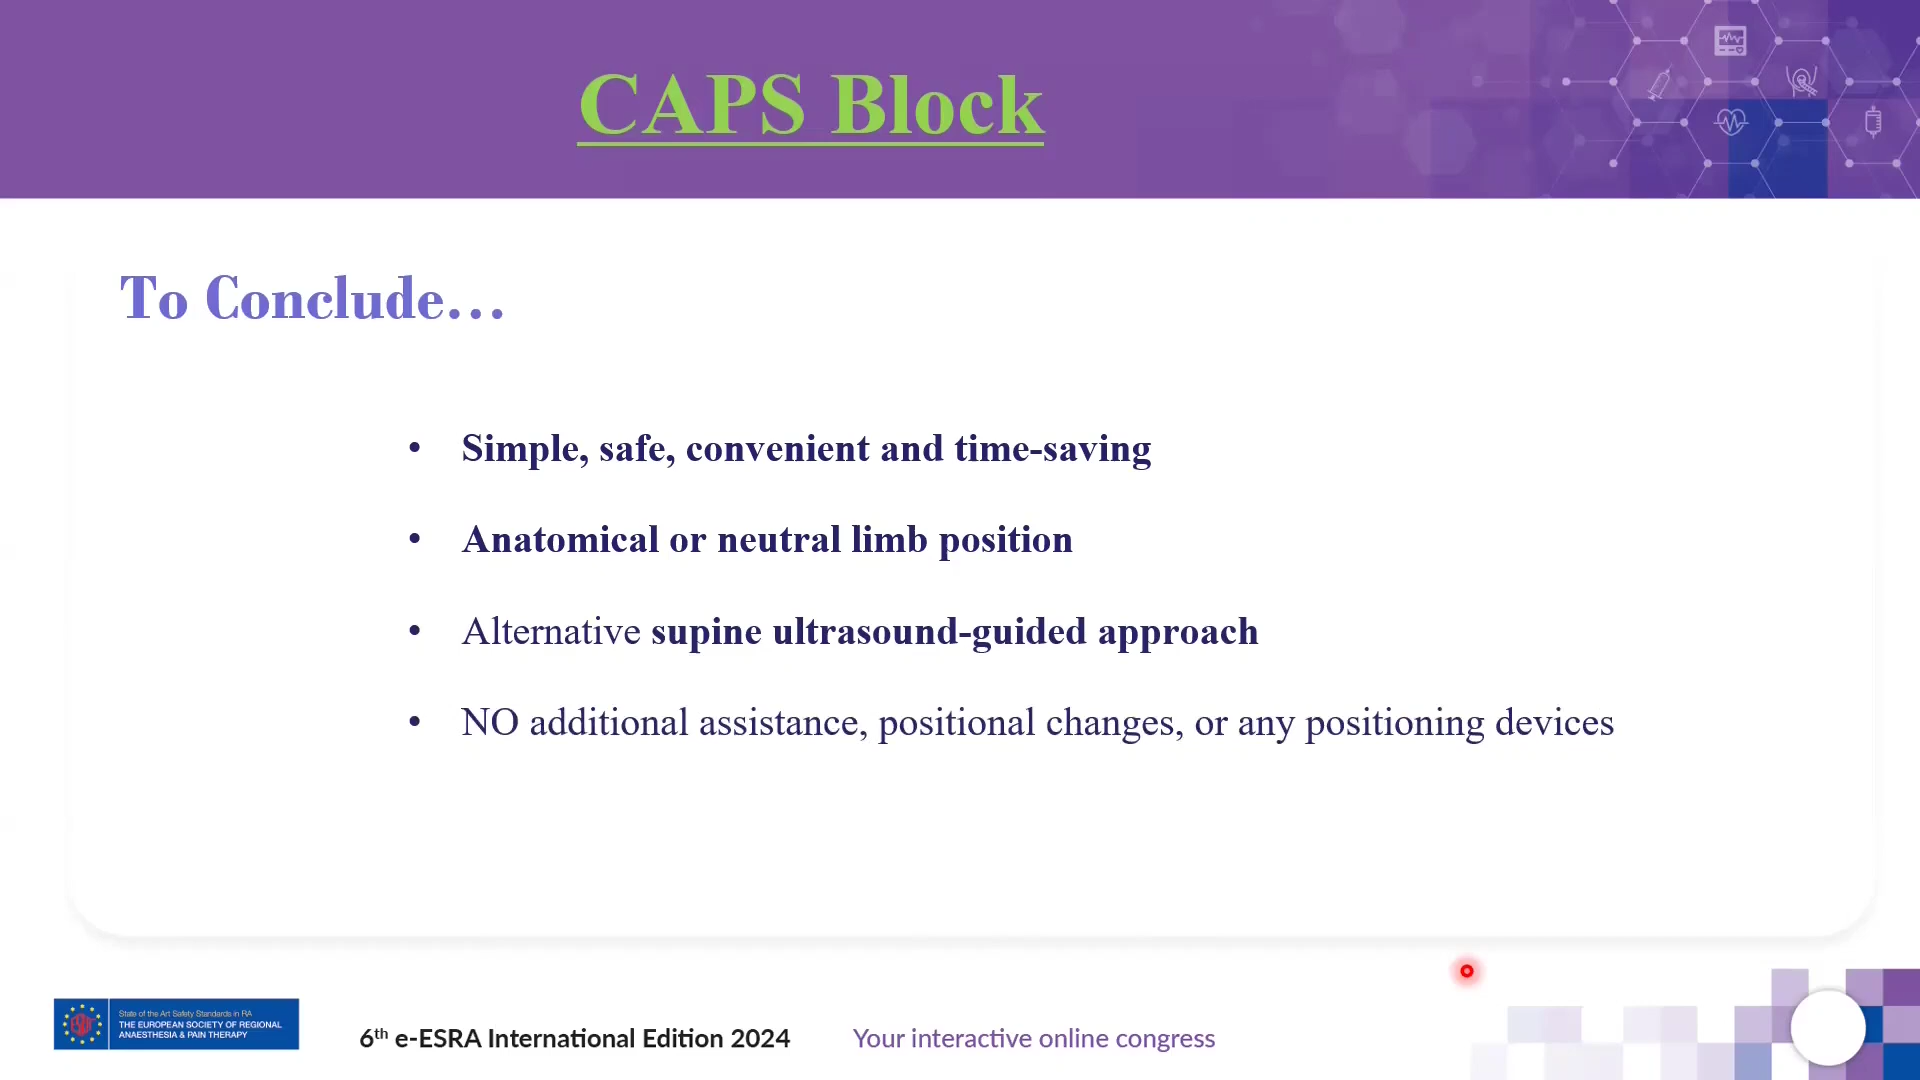 CAPS Block
To Conclude...
• Simple, safe, convenient and time-saving
• Anatomical or neutral limb position
• Alternative supine ultrasound-guided approach
• NO additional assistance, positional changes, or any positioning devices
State of the Art Safety Standards in RA
THE EUROPEAN SOCIETY OF REGIONAL
ANAESTHESIA & PAIN THERAPY
6th e-ESRA International Edition 2024 Your interactive online congress